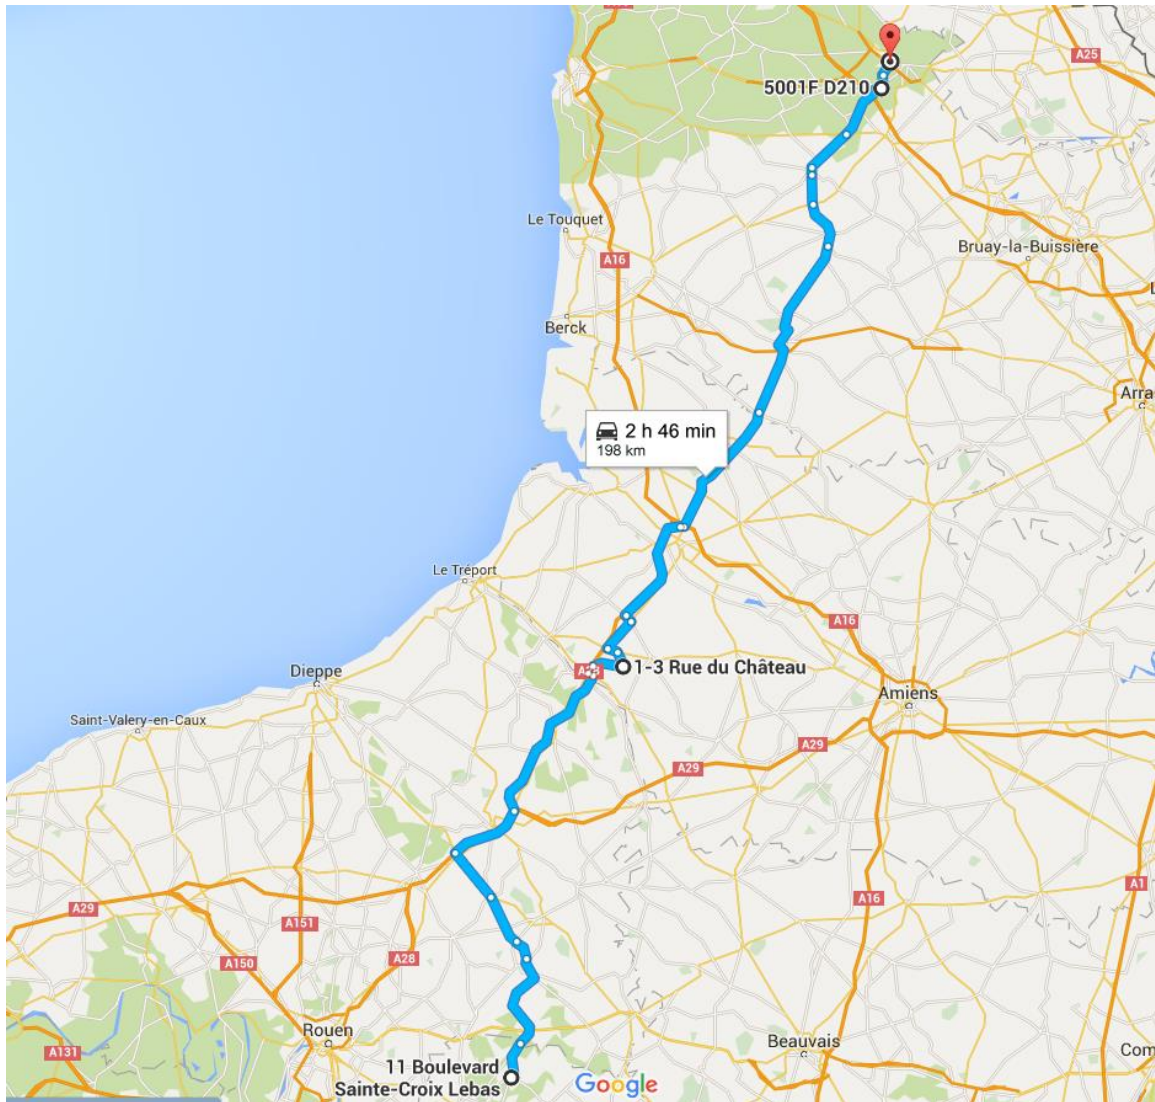 A25
5001F D210
Le Touquet
Bruay-la-Buissière
A16
Berck
Arra
2 h 46 min
198 km
Le Tréport
A16
1-3 Rue du Château
Dieppe
Amiens
Saint-Valery-en-Caux
A29
A29
A1
A16
A29
A151
A28
A150
Rouen
Beauvais
A131
Com
11 Boulevard
Sainte-Croix Lebas
Google